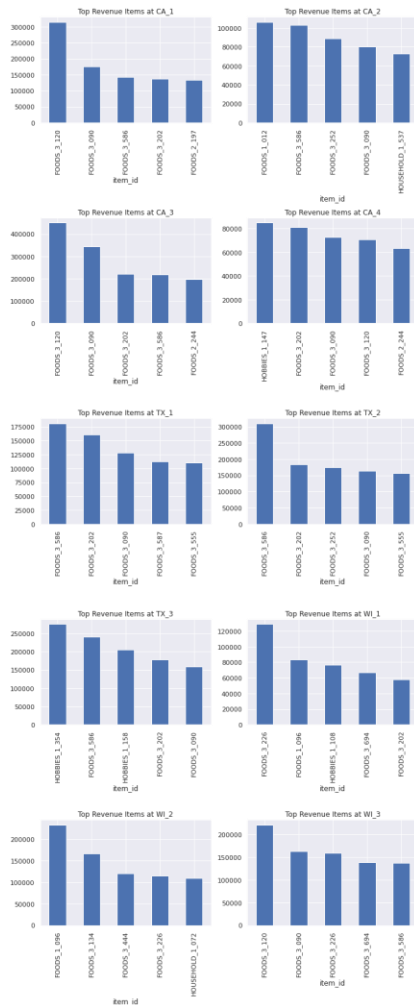 Top Revenue Items at CA_1
300000
250000
200000
150000
100000
50000
0
FOODS_3_120
FOODS_3_090
FOODS_3_586
FOODS_3_202
FOODS_2_197
item_id
Top Revenue Items at CA_2
100000
80000
60000
40000
20000
0
FOODS_1_012
FOODS_3_586
FOODS_3_252
FOODS_3_090
HOUSEHOLD_1_537
item_id
Top Revenue Items at CA_3
400000
300000
200000
100000
0
FOODS_3_120
FOODS_3_090
FOODS_3_202
FOODS_3_586
FOODS_2_244
item_id
Top Revenue Items at CA_4
80000
60000
40000
20000
0
HOBBIES_1_147
FOODS_3_202
FOODS_3_090
FOODS_3_120
FOODS_2_244
item_id
Top Revenue Items at TX_1
175000
150000
125000
100000
75000
50000
25000
0
FOODS_3_586
FOODS_3_202
FOODS_3_090
FOODS_3_587
FOODS_3_555
item_id
Top Revenue Items at TX_2
300000
250000
200000
150000
100000
50000
0
FOODS_3_586
FOODS_3_202
FOODS_3_252
FOODS_3_090
FOODS_3_555
item_id
Top Revenue Items at TX_3
250000
200000
150000
100000
50000
0
HOBBIES_1_354
FOODS_3_586
HOBBIES_1_158
FOODS_3_202
FOODS_3_090
item_id
Top Revenue Items at WI_1
120000
100000
80000
60000
40000
20000
0
FOODS_3_226
FOODS_1_096
HOBBIES_1_108
FOODS_3_694
FOODS_3_202
item_id
Top Revenue Items at WI_2
200000
150000
100000
50000
0
FOODS_1_096
FOODS_3_134
FOODS_3_444
FOODS_3_226
HOUSEHOLD_1_072
item_id
Top Revenue Items at WI_3
200000
150000
100000
50000
0
FOODS_3_120
FOODS_3_090
FOODS_3_226
FOODS_3_694
FOODS_3_586
item_id